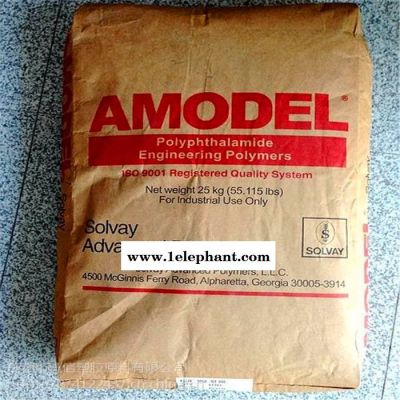 AMODEL®
Polyphthalamide
Engineering Polymers
ISO 9001 Registered Quality System
Net weight 25 kg (55.115 lbs)
For Industrial Use Only
Solvay
www.1elephant.com
SOLVAY
Solvay Advanced Polymers, L.L.C.
4500 McGinnis Ferry Road, Alpharetta, Georgia 30005-3914